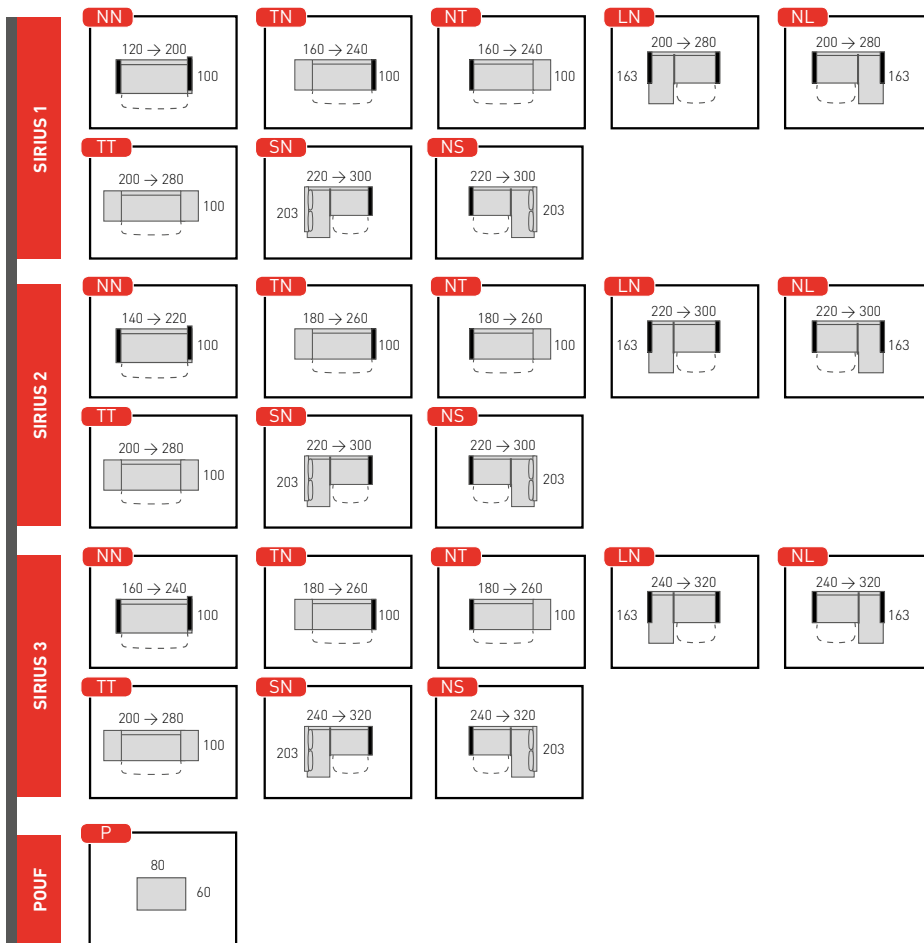 SIRIUS 1
NN
120 → 200
100
TN
160 → 240
100
NT
160 → 240
100
LN
200 → 280
163
NL
200 → 280
163
TT
200 → 280
100
SN
220 → 300
203
NS
220 → 300
203
SIRIUS 2
NN
140 → 220
100
TN
180 → 260
100
NT
180 → 260
100
LN
220 → 300
163
NL
220 → 300
163
TT
200 → 280
100
SN
220 → 300
203
NS
220 → 300
203
SIRIUS 3
NN
160 → 240
100
TN
180 → 260
100
NT
180 → 260
100
LN
240 → 320
163
NL
240 → 320
163
TT
200 → 280
100
SN
240 → 320
203
NS
240 → 320
203
POUF
P
80
60